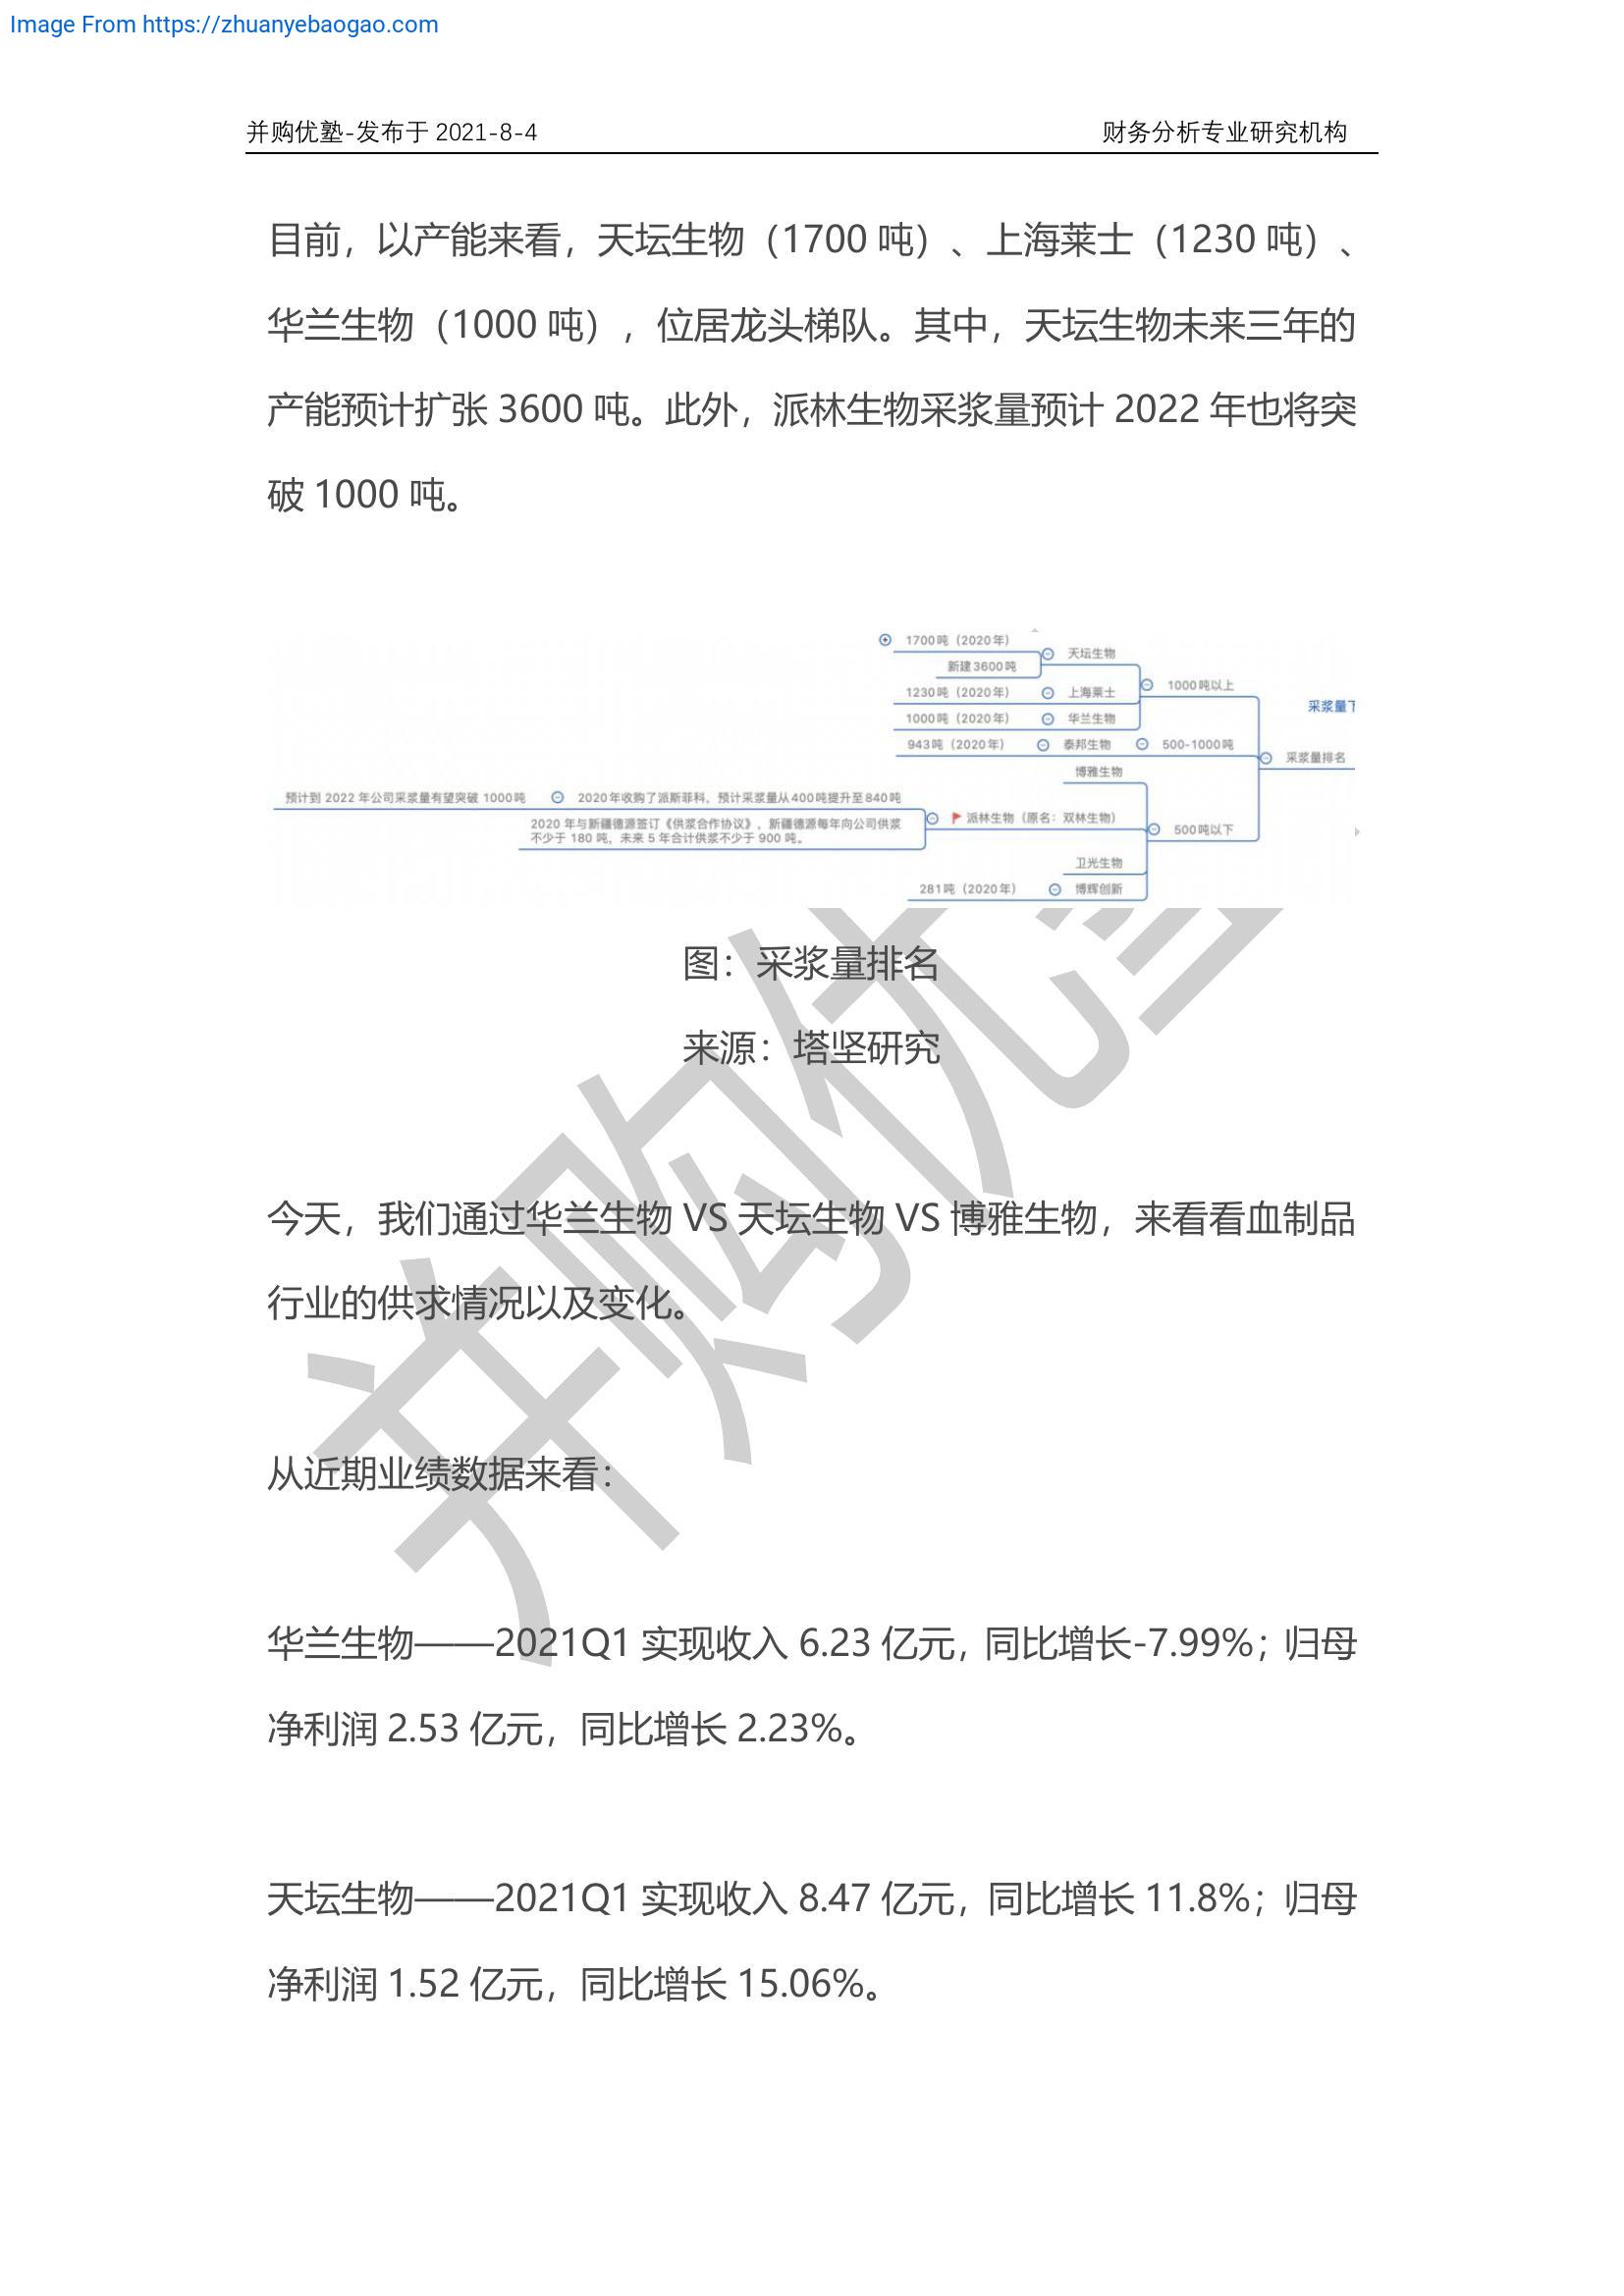 Image From https://zhuanyebaogao.com
并购优塾-发布于 2021-8-4 财务分析专业研究机构
目前，以产能来看，天坛生物（1700 吨）、上海莱士（1230 吨）、
华兰生物（1000 吨），位居龙头梯队。其中，天坛生物未来三年的
产能预计扩张 3600 吨。此外，派林生物采浆量预计 2022 年也将突
破 1000 吨。
1700吨（2020年）
天坛生物
新建3600吨
1000吨以上
1230吨（2020年） 上海莱士
采浆量下
1000吨（2020年） 华兰生物
943吨（2020年） 泰邦生物 500-1000吨
采浆量排名
博雅生物
预计到 2022 年公司采浆量有望突破 1000吨 2020年收购了派斯菲科，预计采浆量从400吨提升至840吨
派林生物（原名：双林生物）
2020 年与新疆德源签订《供浆合作协议》，新疆德源每年向公司供浆
不少于 180 吨，未来 5 年合计供浆不少于 900 吨。
500吨以下
卫光生物
281吨（2020年） 博辉创新
图：采浆量排名
来源：塔坚研究
今天，我们通过华兰生物 VS 天坛生物 VS 博雅生物，来看看血制品
行业的供求情况以及变化。
从近期业绩数据来看：
华兰生物——2021Q1 实现收入 6.23 亿元，同比增长-7.99%；归母
净利润 2.53 亿元，同比增长 2.23%。
天坛生物——2021Q1 实现收入 8.47 亿元，同比增长 11.8%；归母
净利润 1.52 亿元，同比增长 15.06%。
并购优